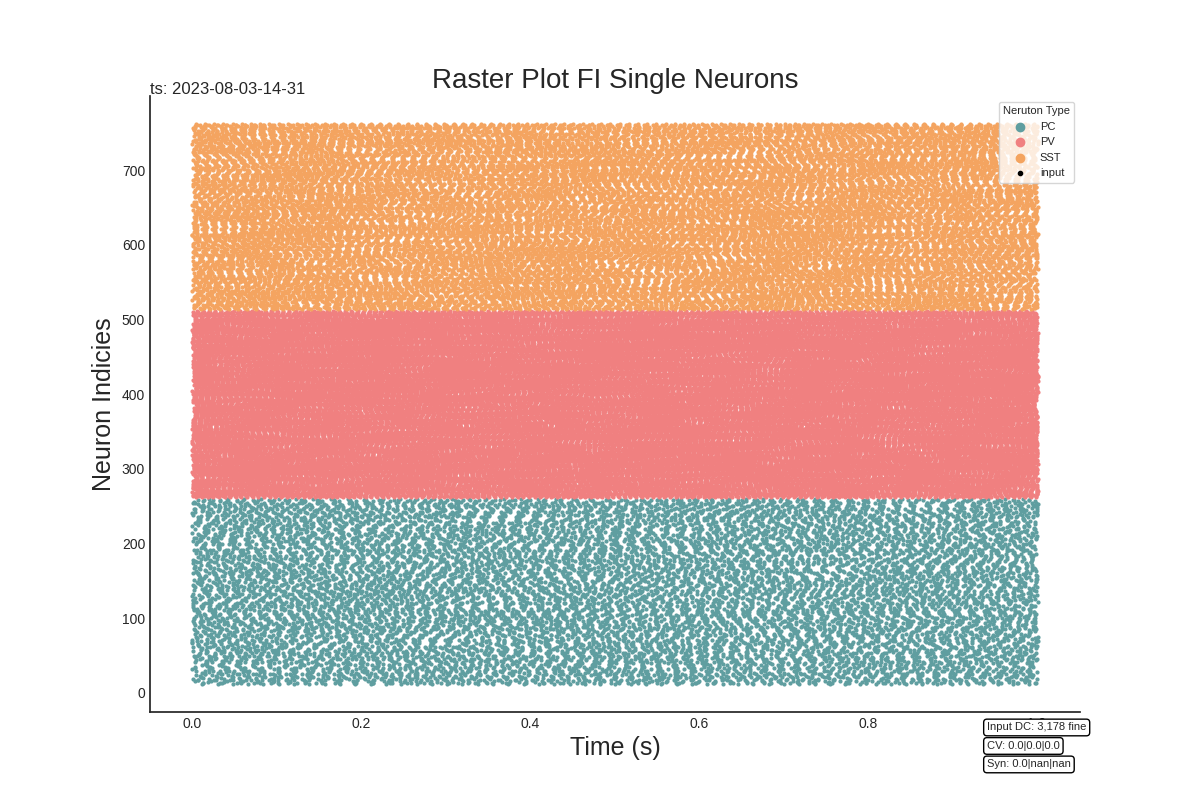 Raster Plot FI Single Neurons
ts: 2023-08-03-14-31
Neruton Type
PC
PV
SST
input
700
600
500
400
300
200
100
0
Neuron Indicies
0.0 0.2 0.4 0.6 0.8
Time (s)
Input DC: 3,178 fine
CV: 0.0|0.0|0.0
Syn: 0.0|nan|nan